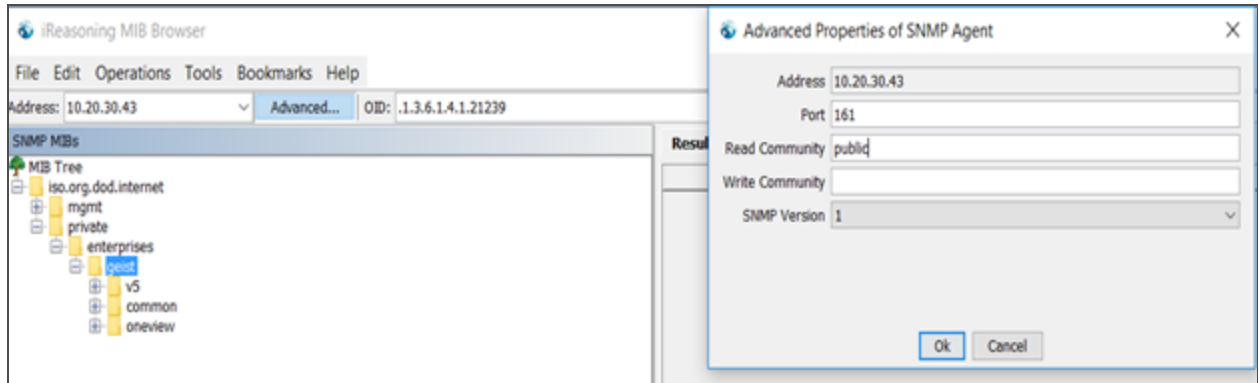 iReasoning MIB Browser
File Edit Operations Tools Bookmarks Help
Address: 10.20.30.43 Advanced... OID: .1.3.6.1.4.1.21239
SNMP MIBs
MIB Tree
iso.org.dod.internet
mgmt
private
enterprises
geist
v5
common
oneview
Resul
Advanced Properties of SNMP Agent
Address 10.20.30.43
Port 161
Read Community public
Write Community
SNMP Version 1
Ok Cancel